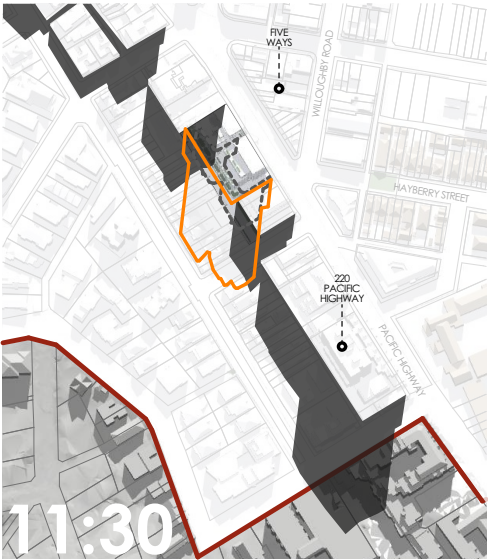 FIVE
WAYS
WILLOUGHBY ROAD
HAYBERRY STREET
220
PACIFIC
HIGHWAY
PACIFIC HIGHWAY
11:30